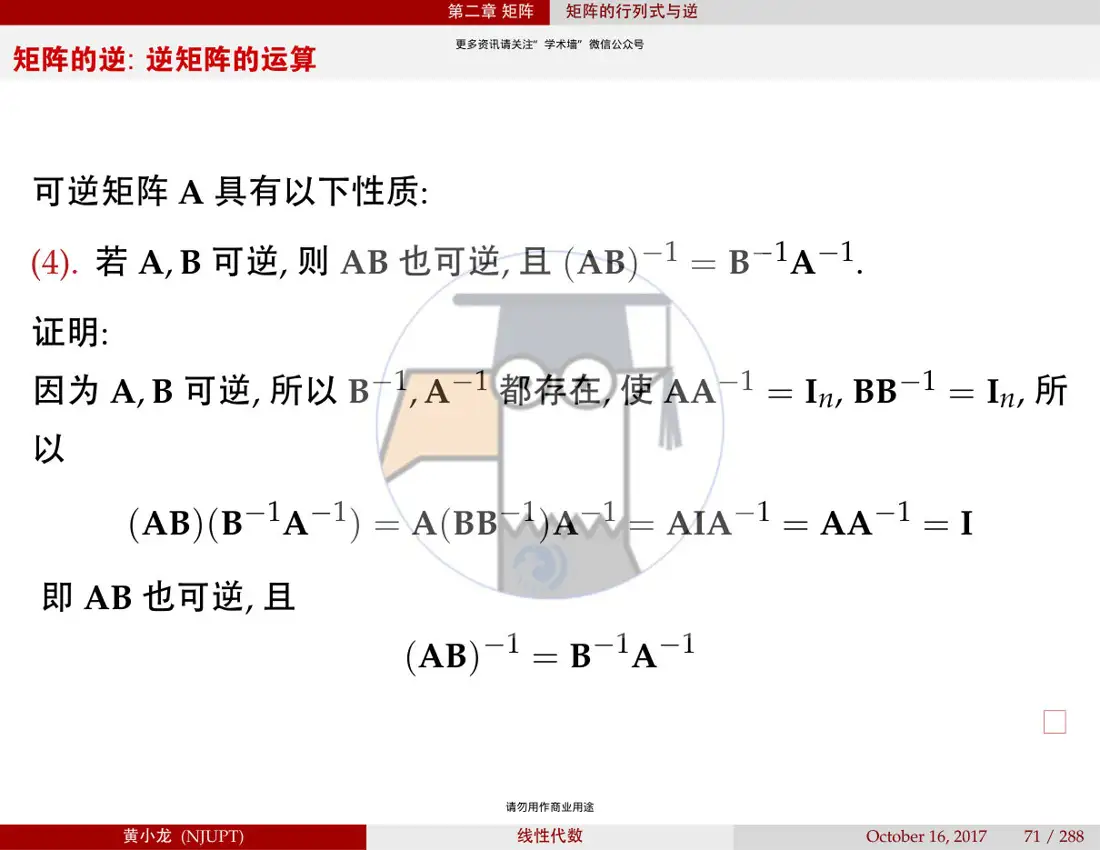 第二章 矩阵 矩阵的行列式与逆
更多资讯请关注“学术墙”微信公众号
矩阵的逆: 逆矩阵的运算
可逆矩阵 A 具有以下性质:
(4). 若 A, B 可逆, 则 AB 也可逆, 且 (AB)⁻¹ = B⁻¹A⁻¹.
证明:
因为 A, B 可逆, 所以 B⁻¹, A⁻¹ 都存在, 使 AA⁻¹ = Iₙ, BB⁻¹ = Iₙ, 所
以
(AB)(B⁻¹A⁻¹) = A(BB⁻¹)A⁻¹ = AIA⁻¹ = AA⁻¹ = I
即 AB 也可逆, 且
(AB)⁻¹ = B⁻¹A⁻¹
请勿用作商业用途
黄小龙 (NJUPT) 线性代数 October 16, 2017 71 / 288